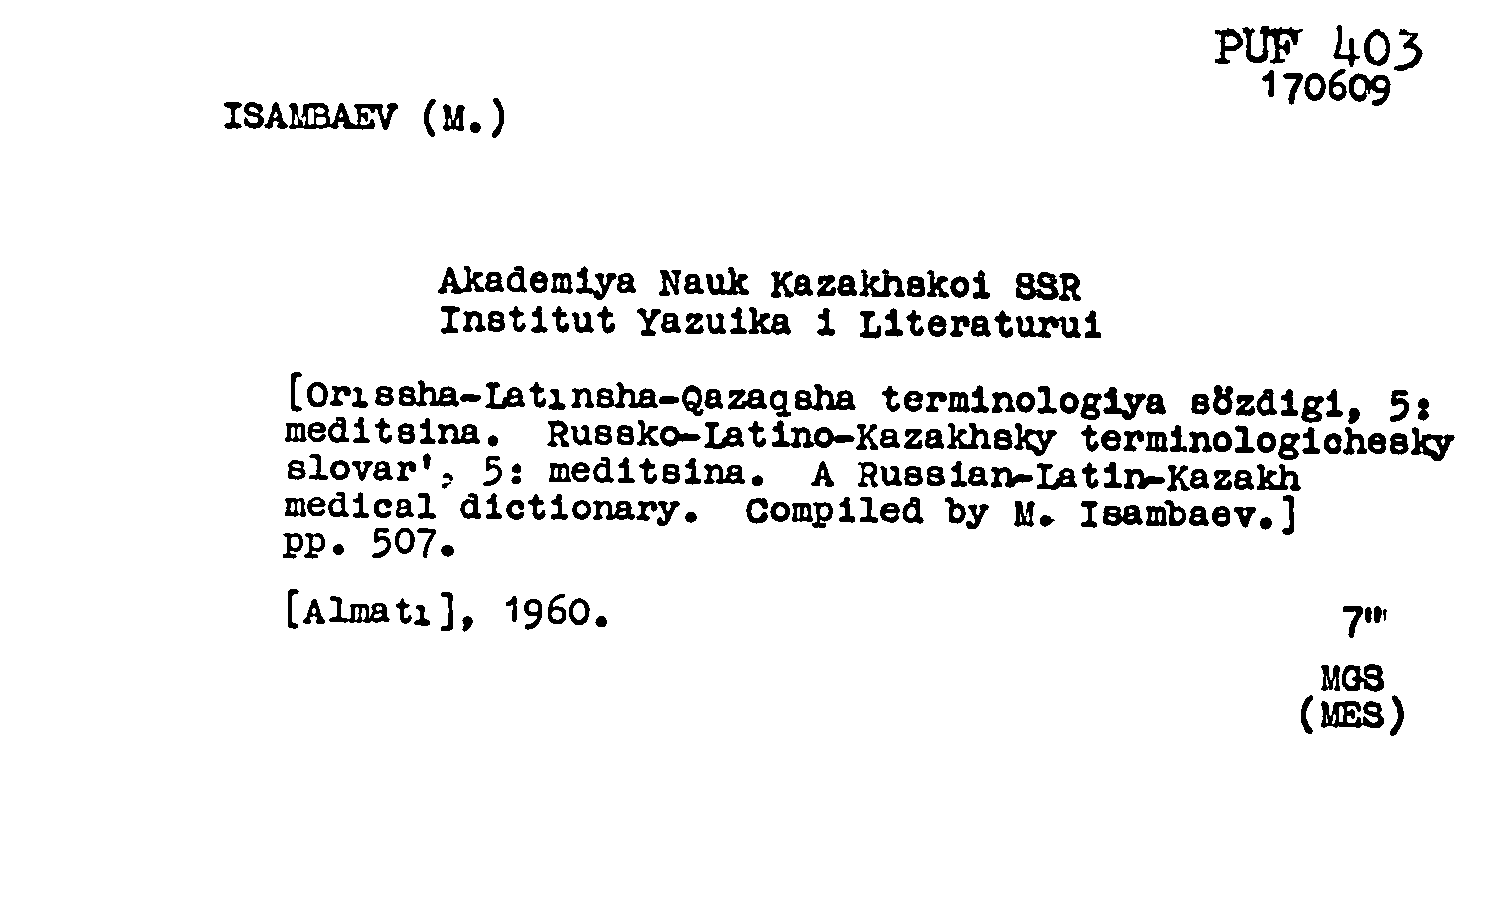 PUF 403
170609
ISAMBAEV (M.)
Akademiya Nauk Kazakhskoi SSR
Institut Yazuika i Literaturui
[Orıssha-Latınsha-Qazaqsha terminologiya sözdigi, 5:
meditsina. Russko-Latino-Kazakhsky terminologichesky
slovar', 5: meditsina. A Russian-Latin-Kazakh
medical dictionary. Compiled by M. Isambaev.]
pp. 507.
[Almatı], 1960.
7"'
MGS
(MES)